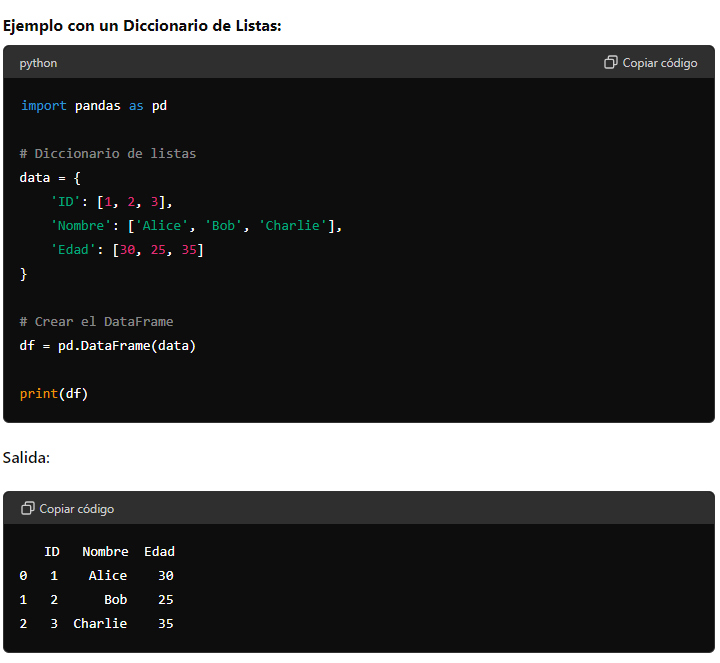 Ejemplo con un Diccionario de Listas:
python
Copiar código
import pandas as pd
# Diccionario de listas
data = {
    'ID': [1, 2, 3],
    'Nombre': ['Alice', 'Bob', 'Charlie'],
    'Edad': [30, 25, 35]
}
# Crear el DataFrame
df = pd.DataFrame(data)
print(df)
Salida:
Copiar código
   ID   Nombre  Edad
0   1    Alice    30
1   2      Bob    25
2   3  Charlie    35